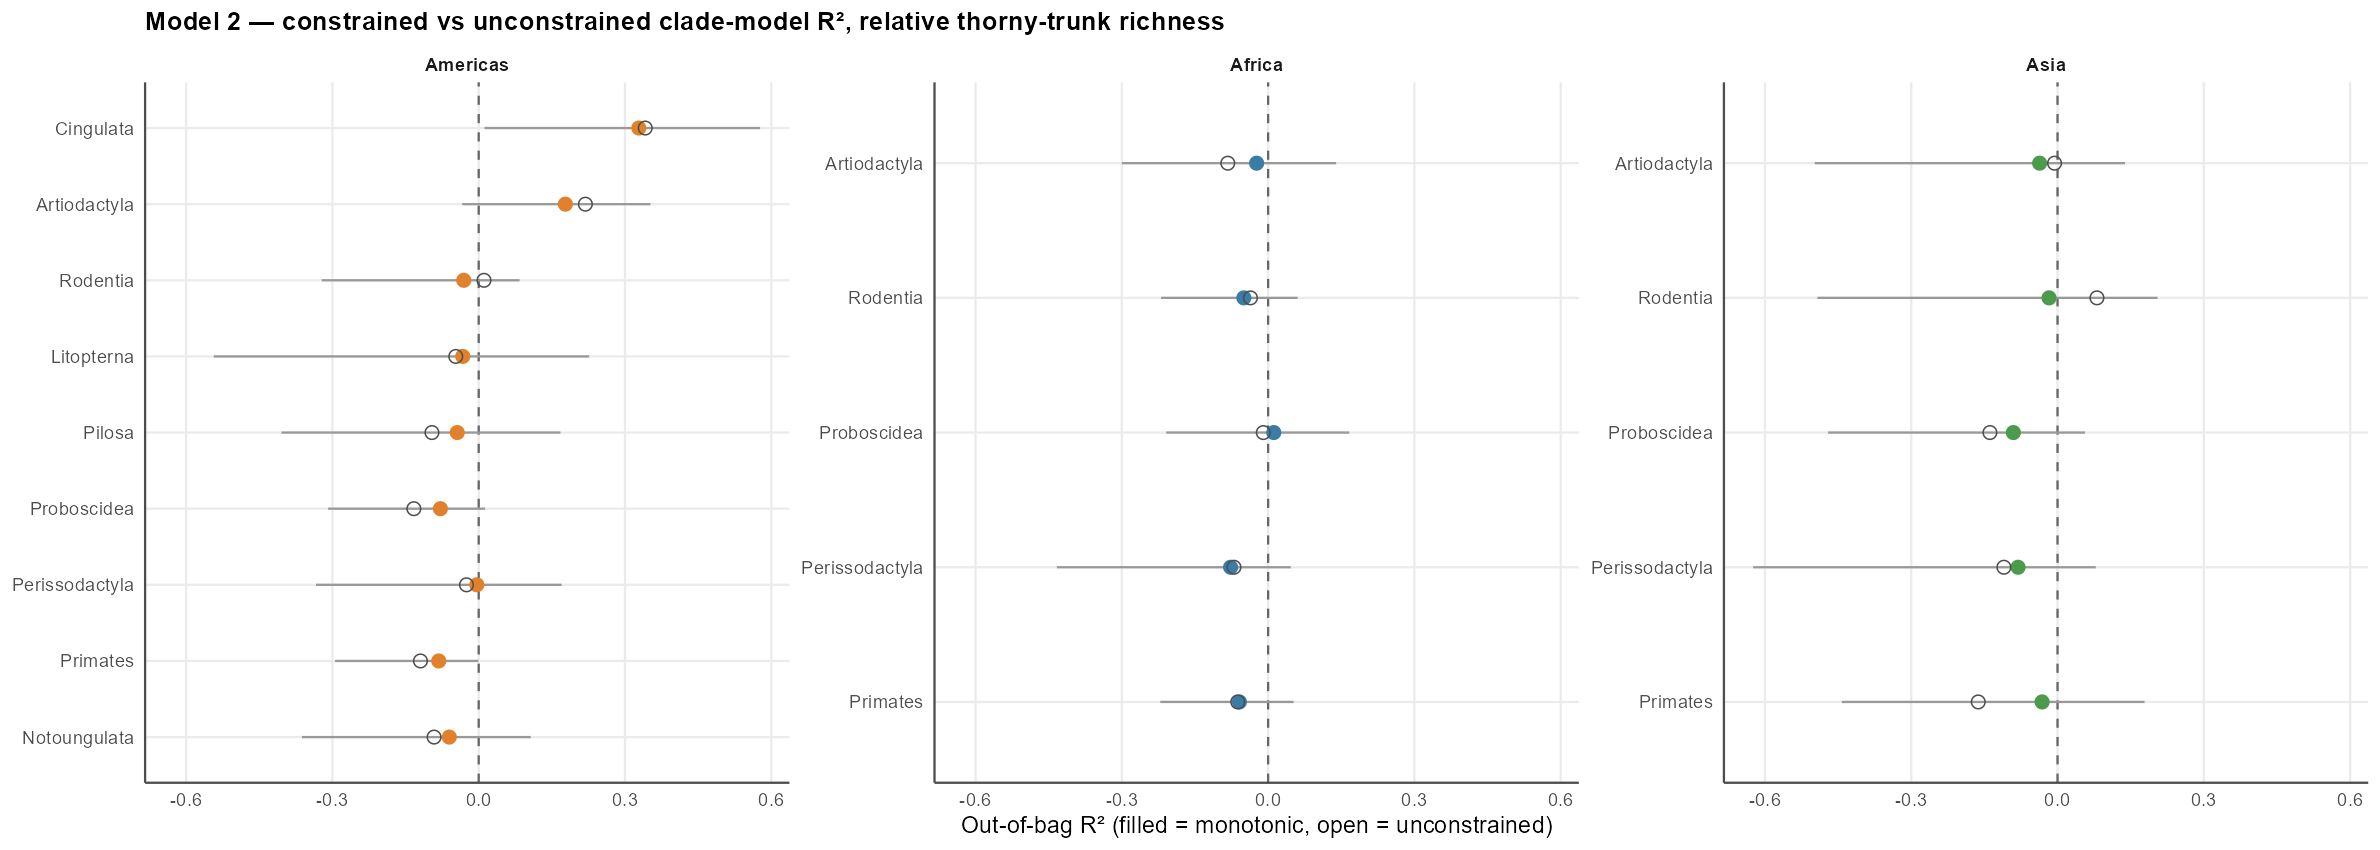 Model 2 — constrained vs unconstrained clade-model R², relative thorny-trunk richness
Americas
Cingulata
Artiodactyla
Rodentia
Litopterna
Pilosa
Proboscidea
Perissodactyla
Primates
Notoungulata
-0.6 -0.3 0.0 0.3 0.6
Africa
Artiodactyla
Rodentia
Proboscidea
Perissodactyla
Primates
-0.6 -0.3 0.0 0.3 0.6
Asia
Artiodactyla
Rodentia
Proboscidea
Perissodactyla
Primates
-0.6 -0.3 0.0 0.3 0.6
Out-of-bag R² (filled = monotonic, open = unconstrained)